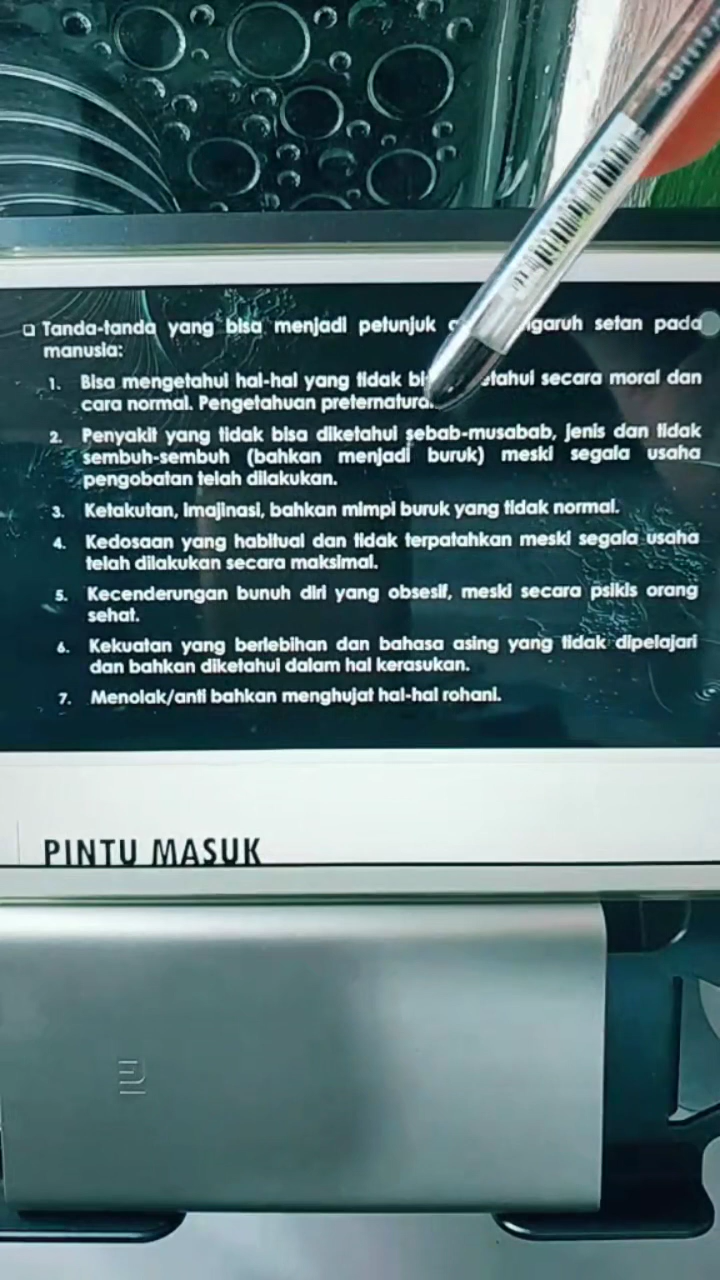 Tanda-tanda yang bisa menjadi petunjuk garuh setan pada
manusia:
1. Bisa mengetahui hal-hal yang tidak bi etahui secara moral dan
cara normal. Pengetahuan preternatura
2. Penyakit yang tidak bisa diketahui sebab-musabab, jenis dan tidak
sembuh-sembuh (bahkan menjadi buruk) meski segala usaha
pengobatan telah dilakukan.
3. Ketakutan, imajinasi, bahkan mimpi buruk yang tidak normal.
4. Kedosaan yang habitual dan tidak terpatahkan meski segala usaha
telah dilakukan secara maksimal.
5. Kecenderungan bunuh diri yang obsesif, meski secara psikis orang
sehat.
6. Kekuatan yang berlebihan dan bahasa asing yang tidak dipelajari
dan bahkan diketahui dalam hal kerasukan.
7. Menolak/anti bahkan menghujat hal-hal rohani.
PINTU MASUK